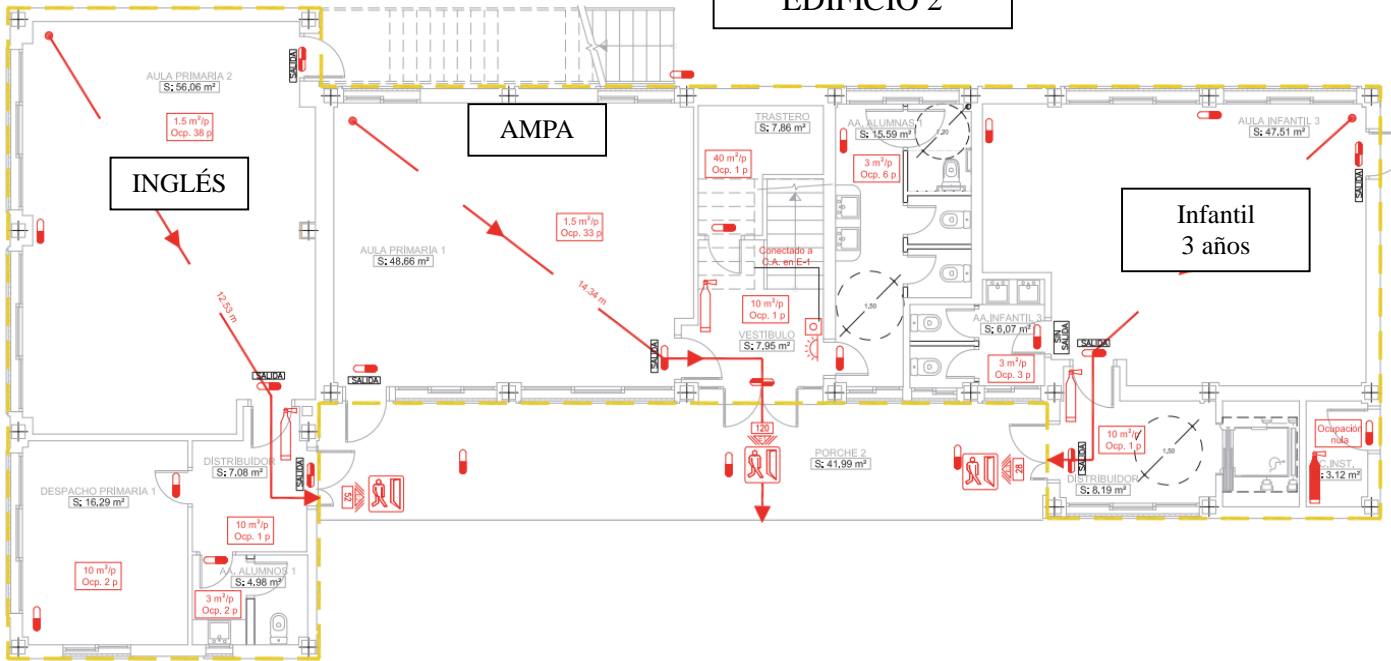 EDIFICIO 2
AULA PRIMARIA 2
S: 56,06 m²
SALIDA
1.5 m²/p
Ocp. 38 p
INGLÉS
12.53 m
SALIDA
AMPA
AULA PRIMARIA 1
S: 48,66 m²
1.5 m²/p
Ocp. 33 p
14.34 m
SALIDA
SALIDA
TRASTERO
S: 7,86 m²
40 m²/p
Ocp. 1 p
Conectado a
C.A. en E-1
10 m²/p
Ocp. 1 p
VESTÍBULO
S: 7,95 m²
AA. ALUMNAS 1
S: 15.59 m²
3 m²/p
Ocp. 6 p
1,20
1,50
AULA INFANTIL 3
S: 47.51 m²
SALIDA
Infantil
3 años
AA.INFANTIL 3
S: 6,07 m²
3 m²/p
Ocp. 3 p
SIN
SALIDA
SALIDA
DISTRIBUIDOR
S: 7,08 m²
SALIDA
DESPACHO PRIMARIA 1
S: 16,29 m²
10 m²/p
Ocp. 1 p
10 m²/p
Ocp. 2 p
AA. ALUMNOS 1
S: 4,98 m²
3 m²/p
Ocp. 2 p
52
120
PORCHE 2
S: 41,99 m²
28
SALIDA
10 m²/p
Ocp. 1 p
1,50
DISTRIBUIDOR
S: 8.19 m²
Ocupación
nula
C.INST.
S: 3.12 m²